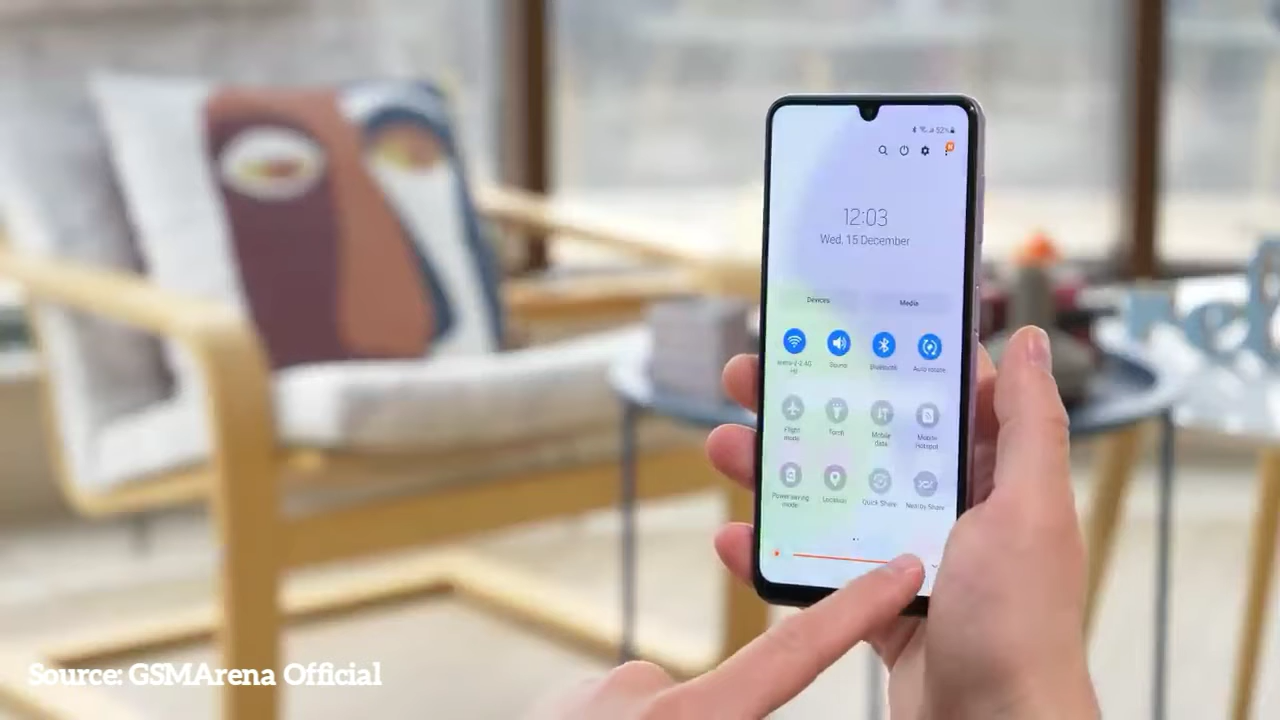 52%
12:03
Wed, 15 December
Devices
Media
Sound
Bluetooth
Auto rotate
Flight
mode
Torch
Mobile
data
Mobile
Hotspot
Power saving
mode
Location
Quick Share
Nearby Share
Source: GSMArena Official